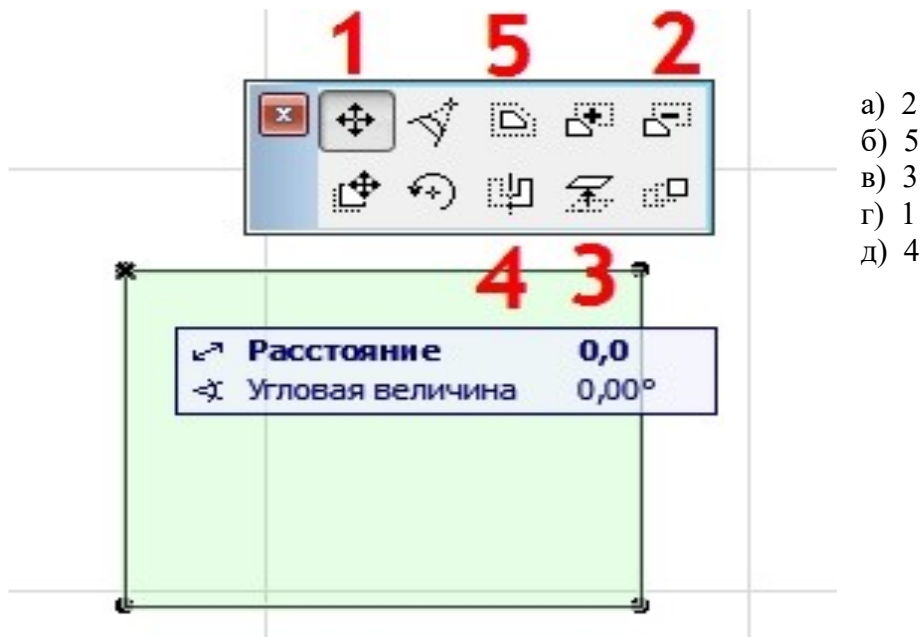 1 5 2
x
4 3
Расстояние 0,0
Угловая величина 0,00°
а) 2
б) 5
в) 3
г) 1
д) 4